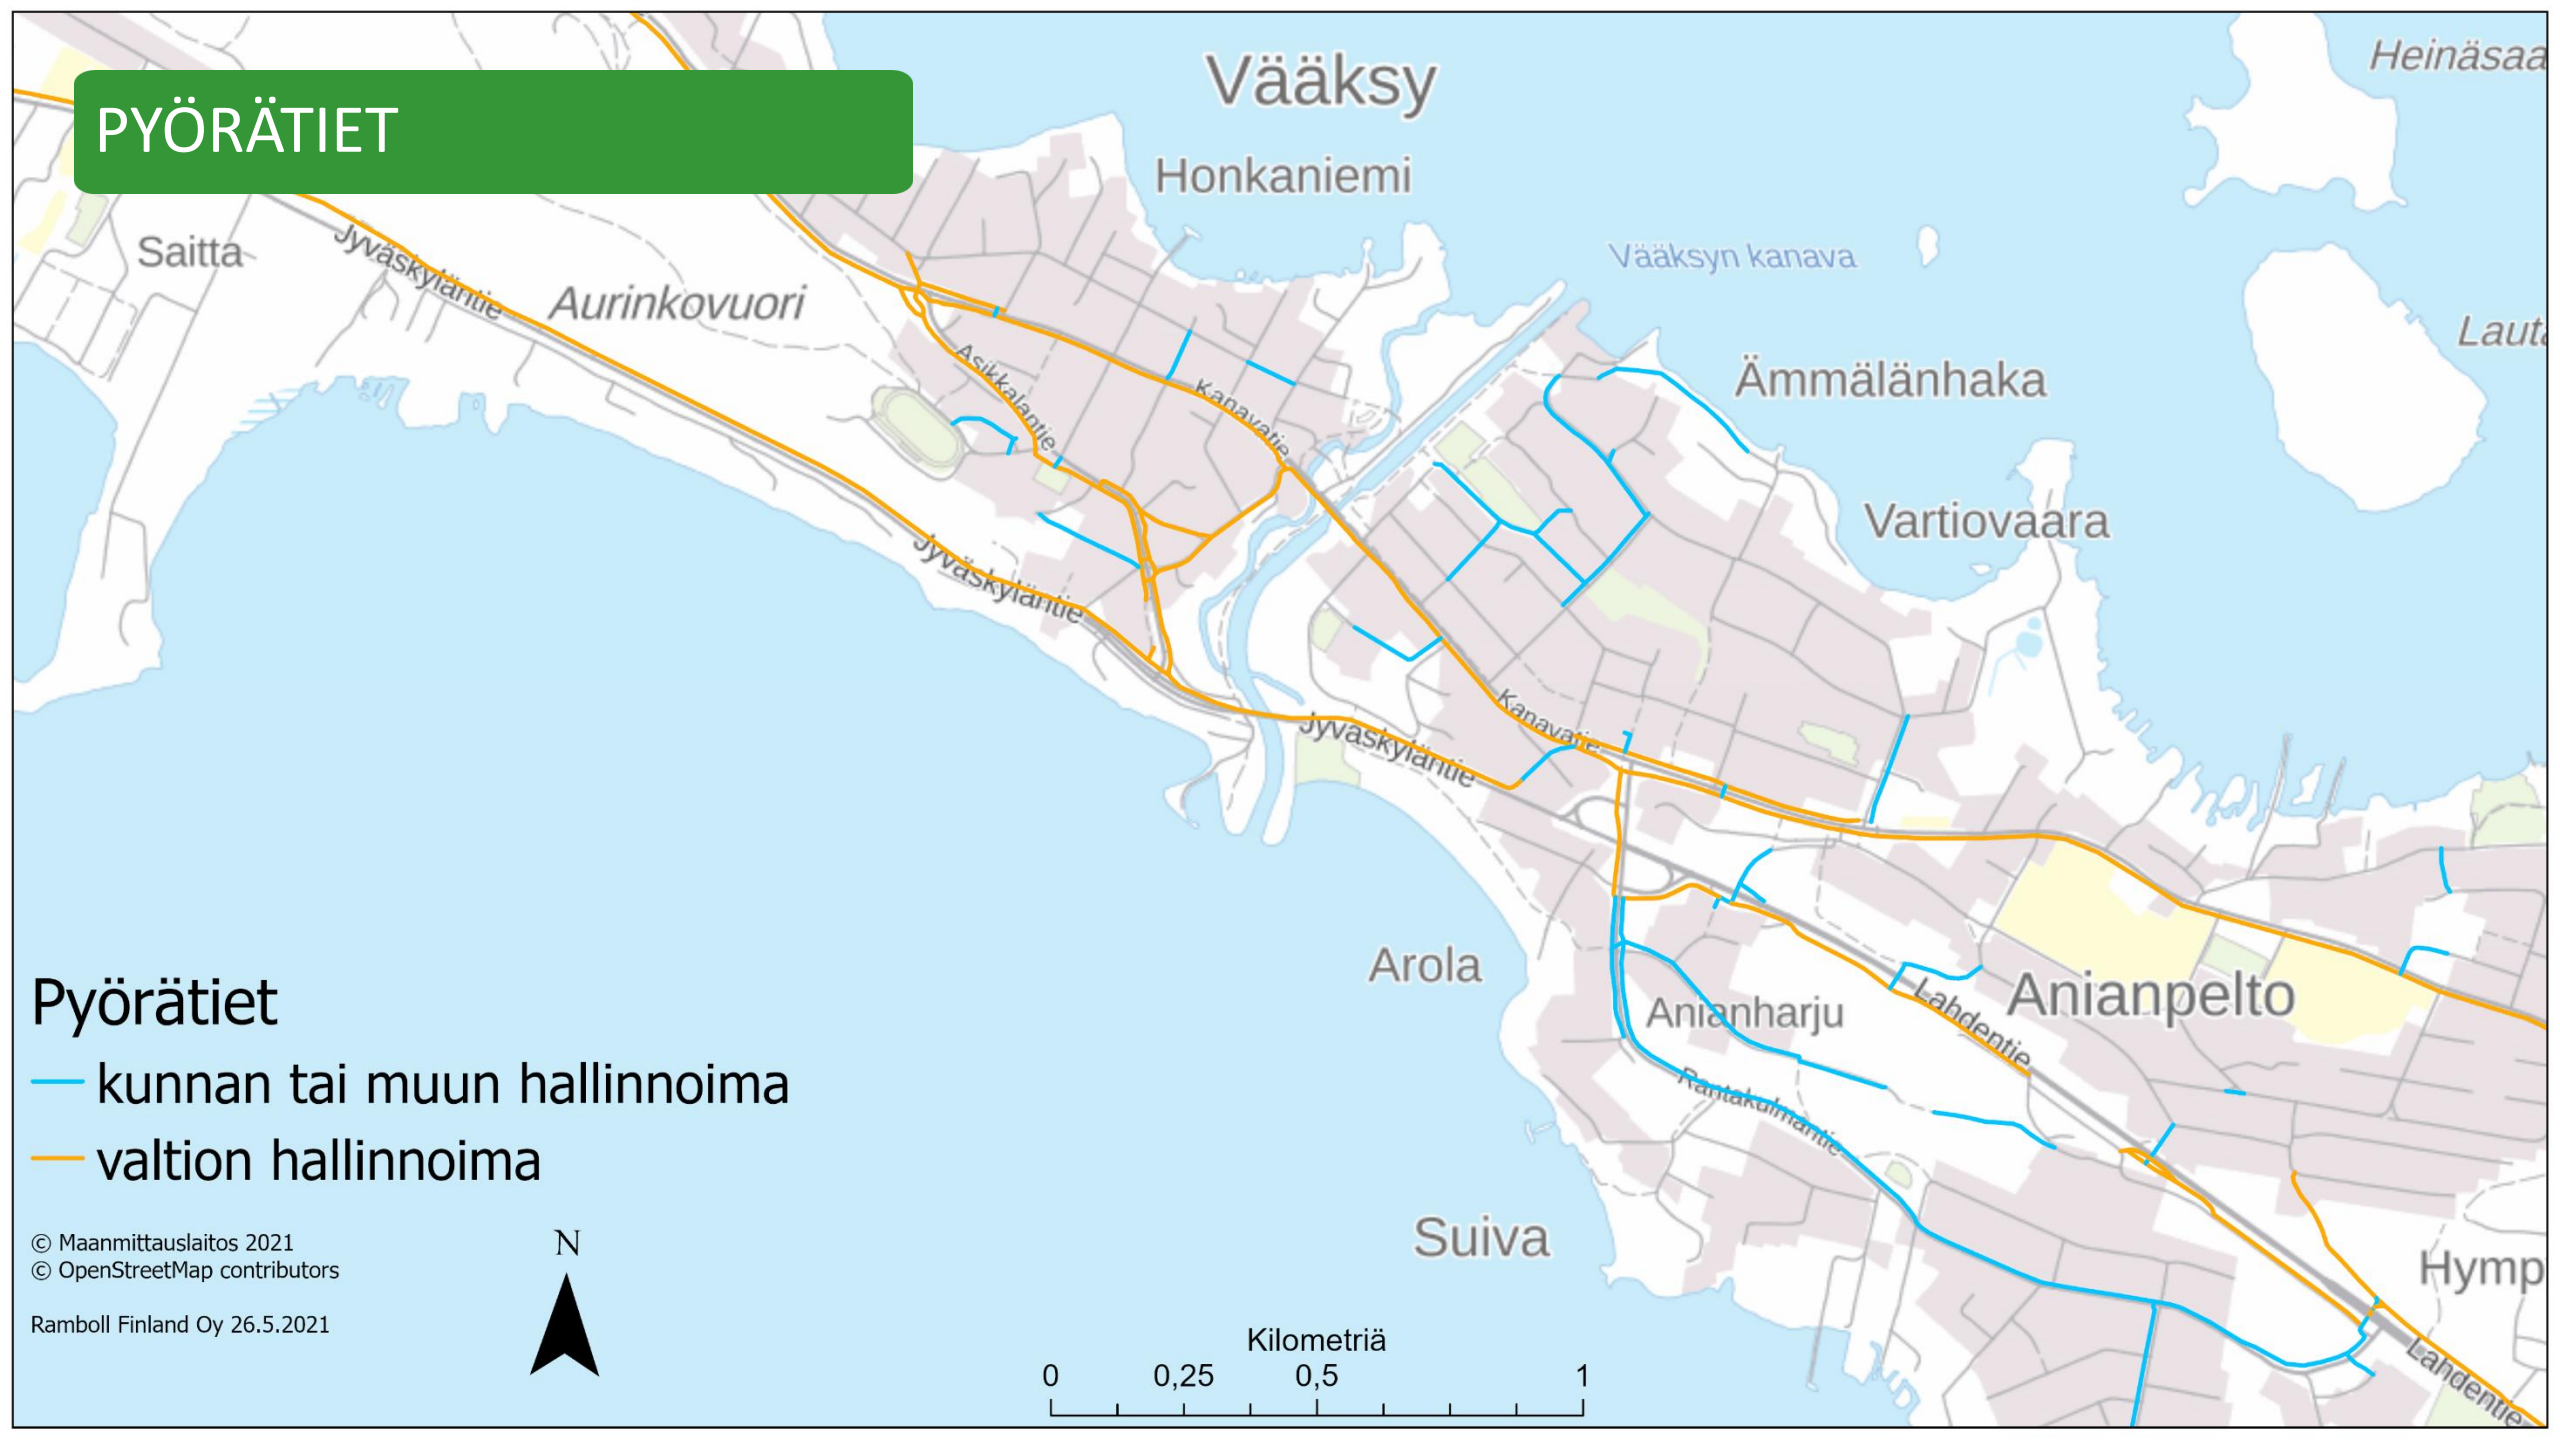 PYÖRÄTIET
Vääksy
Honkaniemi
Heinäsaa
Saitta
Jyväskyläntie
Aurinkovuori
Vääksyn kanava
Lauta
Ämmälänhaka
Asikkalantie
Kanavatie
Vartiovaara
Jyväskyläntie
Kanavatie
Jyväskyläntie
Arola
Anianharju
Lahdentie
Anianpelto
Rantakulmantie
Suiva
Hymp
Lahdentie
Pyörätiet
kunnan tai muun hallinnoima
valtion hallinnoima
© Maanmittauslaitos 2021
© OpenStreetMap contributors
Ramboll Finland Oy 26.5.2021
N
Kilometriä
0 0,25 0,5 1